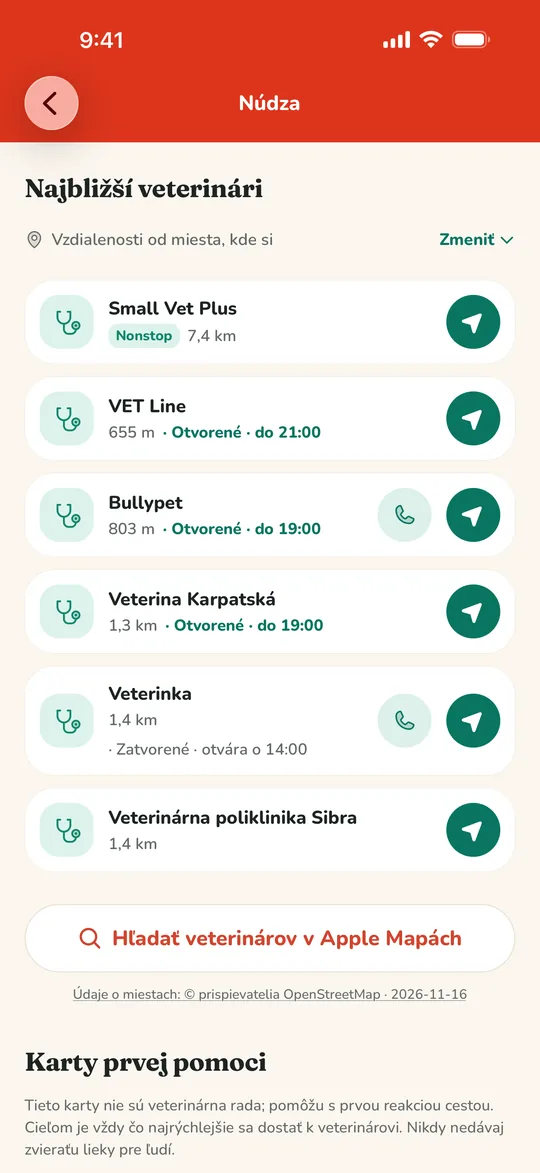 9:41
Núdza
Najbližší veterinári
Vzdialenosti od miesta, kde si
Zmeniť
Small Vet Plus
Nonstop 7,4 km
VET Line
655 m · Otvorené · do 21:00
Bullypet
803 m · Otvorené · do 19:00
Veterina Karpatská
1,3 km · Otvorené · do 19:00
Veterinka
1,4 km
· Zatvorené · otvára o 14:00
Veterinárna poliklinika Sibra
1,4 km
Hľadať veterinárov v Apple Mapách
Údaje o miestach: © prispievatelia OpenStreetMap · 2026-11-16
Karty prvej pomoci
Tieto karty nie sú veterinárna rada; pomôžu s prvou reakciou cestou.
Cieľom je vždy čo najrýchlejšie sa dostať k veterinárovi. Nikdy nedávaj
zvieraťu lieky pre ľudí.